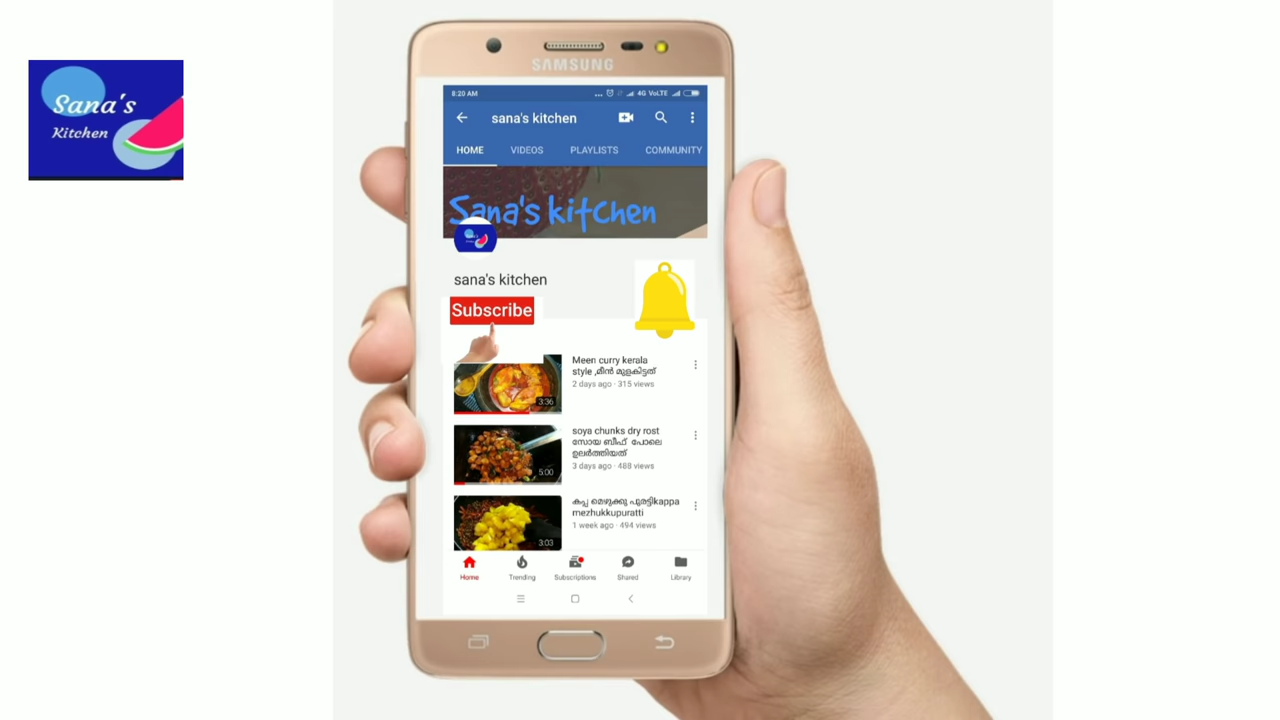 Sana's
Kitchen
SAMSUNG
8:20 AM
... 4G VoLTE
sana's kitchen
HOME VIDEOS PLAYLISTS COMMUNITY
Sana's kitchen
sana's kitchen
Subscribe
Meen curry kerala
style ,മീൻ മുളകിട്ടത്
2 days ago · 315 views
3:36
soya chunks dry rost
സോയ ബീഫ് പോലെ
ഉലർത്തിയത്
3 days ago · 488 views
5:00
കപ്പ മെഴുക്കു പുരട്ടിkappa
mezhukkupuratti
1 week ago · 494 views
3:03
Home Trending Subscriptions Shared Library